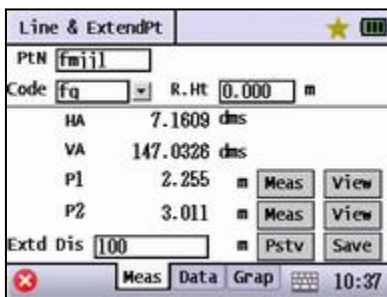 Line & ExtendPt
PtN fmjjl
Code fq R.Ht 0.000 m
HA 7.1609 dms
VA 147.0326 dms
P1 2.255 m Meas View
P2 3.011 m Meas View
Extd Dis 100 m Pstv Save
Meas Data Grap 10:37